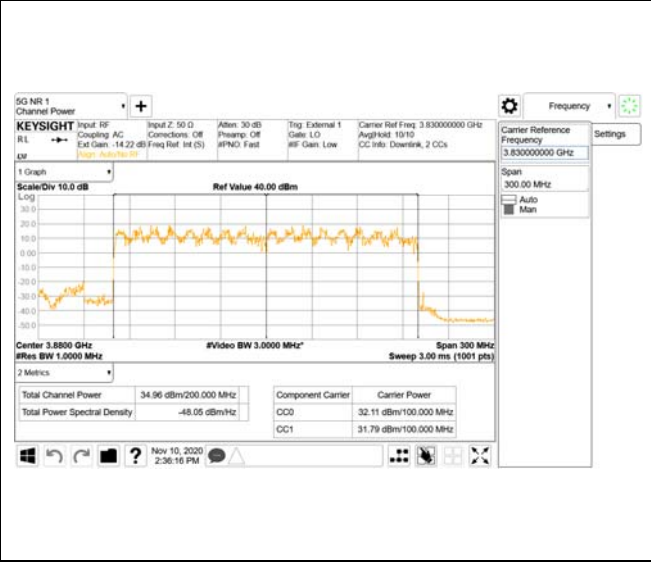 5G NR 1
Channel Power
Frequency
KEYSIGHT
RL
Input: RF
Coupling: AC
Ext Gain: -14.22 dB
Align: Auto/No RF
Input Z: 50 Ω
Corrections: Off
Freq Ref: Int (S)
Atten: 30 dB
Preamp: Off
#PNO: Fast
Trig: External 1
Gate: LO
#IF Gain: Low
Carrier Ref Freq: 3.830000000 GHz
Avg|Hold: 10/10
CC Info: Downlink, 2 CCs
Carrier Reference
Frequency
3.830000000 GHz
Settings
Span
300.00 MHz
Auto
Man
1 Graph
Scale/Div 10.0 dB
Ref Value 40.00 dBm
Log
30.0
20.0
10.0
0.00
-10.0
-20.0
-30.0
-40.0
-50.0
Center 3.8800 GHz
#Video BW 3.0000 MHz*
Span 300 MHz
#Res BW 1.0000 MHz
Sweep 3.00 ms (1001 pts)
2 Metrics
Total Channel Power 34.96 dBm/200.000 MHz
Total Power Spectral Density -48.05 dBm/Hz
Component Carrier Carrier Power
CC0 32.11 dBm/100.000 MHz
CC1 31.79 dBm/100.000 MHz
?
Nov 10, 2020
2:36:16 PM